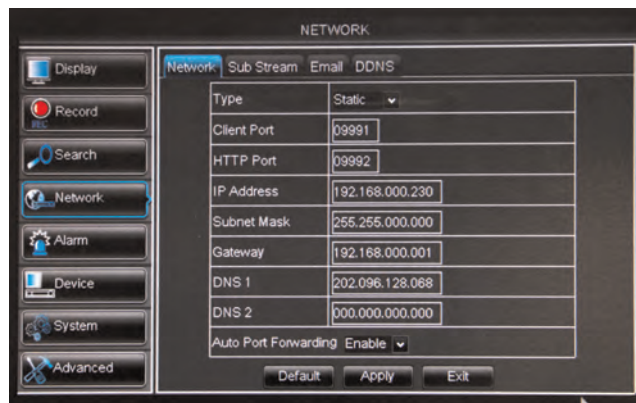 NETWORK
Display
Record
REC
Search
Network
Alarm
Device
System
Advanced
Network Sub Stream Email DDNS
Type Static
Client Port 09991
HTTP Port 09992
IP Address 192.168.000.230
Subnet Mask 255.255.000.000
Gateway 192.168.000.001
DNS 1 202.096.128.068
DNS 2 000.000.000.000
Auto Port Forwarding Enable
Default Apply Exit